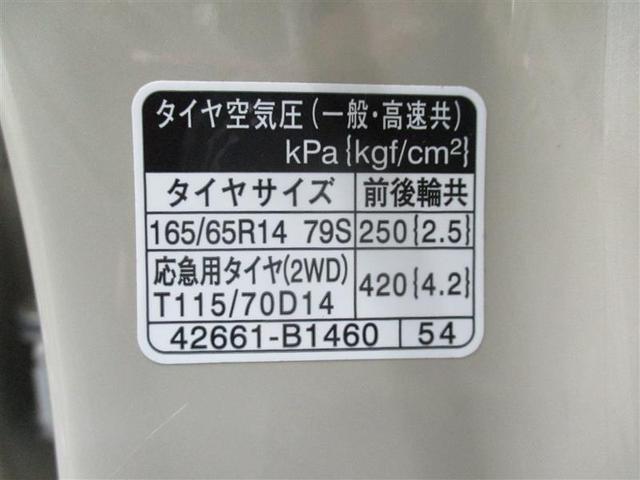 タイヤ空気圧(一般・高速共)
kPa{kgf/cm²}
タイヤサイズ 前後輪共
165/65R14 79S 250{2.5}
応急用タイヤ(2WD)
T115/70D14 420{4.2}
42661-B1460 54